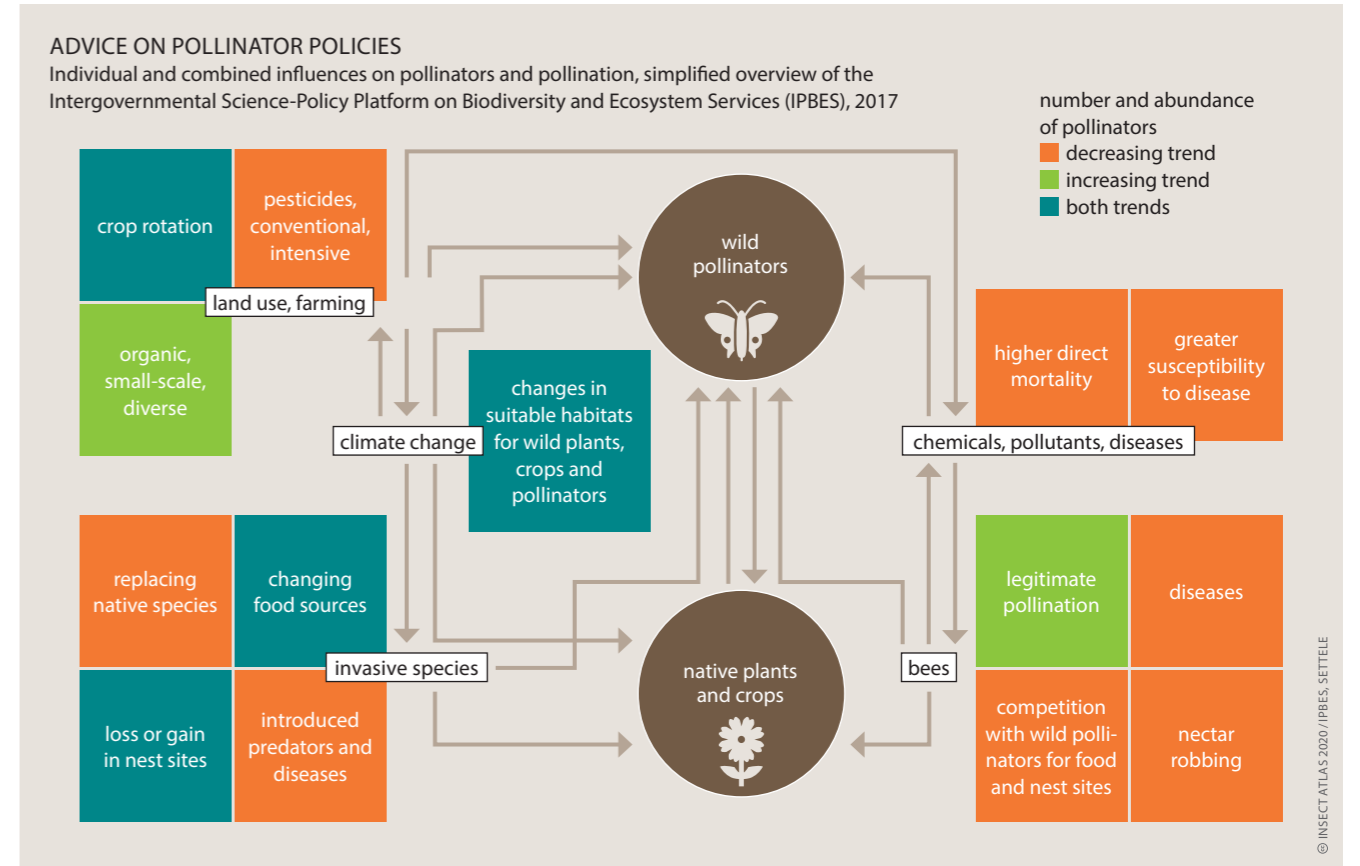 ADVICE ON POLLINATOR POLICIES
Individual and combined influences on pollinators and pollination, simplified overview of the
Intergovernmental Science-Policy Platform on Biodiversity and Ecosystem Services (IPBES), 2017
number and abundance
of pollinators
decreasing trend
increasing trend
both trends
crop rotation
pesticides,
conventional,
intensive
land use, farming
organic,
small-scale,
diverse
wild
pollinators
climate change
changes in
suitable habitats
for wild plants,
crops and
pollinators
higher direct
mortality
greater
susceptibility
to disease
chemicals, pollutants, diseases
replacing
native species
changing
food sources
invasive species
loss or gain
in nest sites
introduced
predators and
diseases
native plants
and crops
bees
legitimate
pollination
diseases
competition
with wild polli-
nators for food
and nest sites
nectar
robbing
INSECT ATLAS 2020 / IPBES, SETTELE